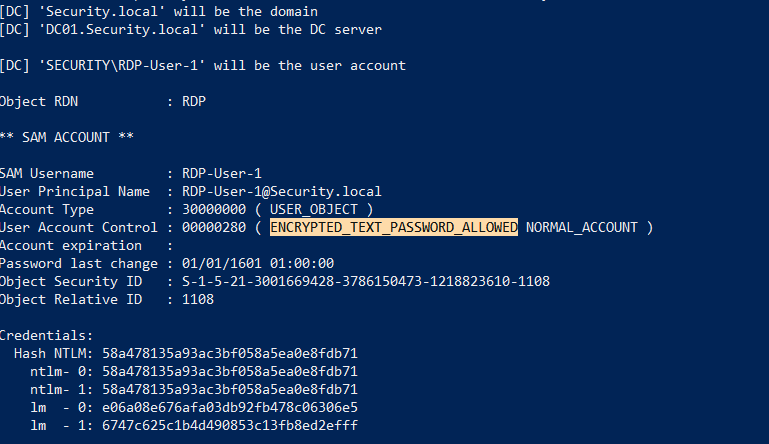 [DC] 'Security.local' will be the domain
[DC] 'DC01.Security.local' will be the DC server
[DC] 'SECURITY\RDP-User-1' will be the user account
Object RDN : RDP
** SAM ACCOUNT **
SAM Username : RDP-User-1
User Principal Name : RDP-User-1@Security.local
Account Type : 30000000 ( USER_OBJECT )
User Account Control : 00000280 ( ENCRYPTED_TEXT_PASSWORD_ALLOWED NORMAL_ACCOUNT )
Account expiration :
Password last change : 01/01/1601 01:00:00
Object Security ID : S-1-5-21-3001669428-3786150473-1218823610-1108
Object Relative ID : 1108
Credentials:
Hash NTLM: 58a478135a93ac3bf058a5ea0e8fdb71
ntlm- 0: 58a478135a93ac3bf058a5ea0e8fdb71
ntlm- 1: 58a478135a93ac3bf058a5ea0e8fdb71
lm - 0: e06a08e676afa03db92fb478c06306e5
lm - 1: 6747c625c1b4d490853c13fb8ed2efff